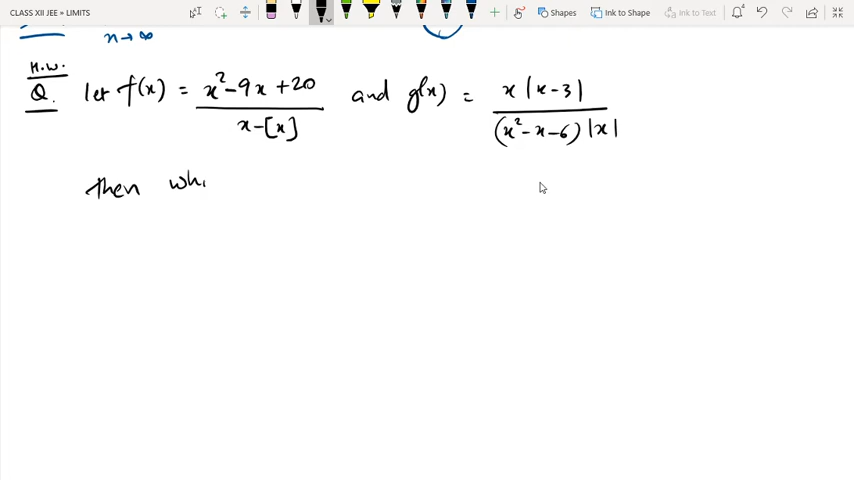 CLASS XII JEE » LIMITS
Shapes
Ink to Shape
Ink to Text
n→∞
H.W.
Q. let f(x) = x²-9x+20 / x-[x] and g(x) = x|x-3| / (x²-x-6)|x|
then whi